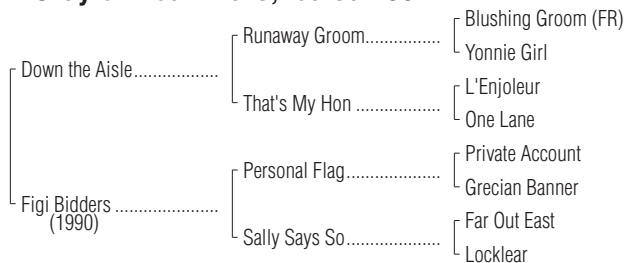 Blushing Groom (FR)
Runaway Groom
Yonnie Girl
Down the Aisle
L'Enjoleur
That's My Hon
One Lane
Private Account
Personal Flag
Grecian Banner
Figi Bidders
(1990)
Far Out East
Sally Says So
Locklear